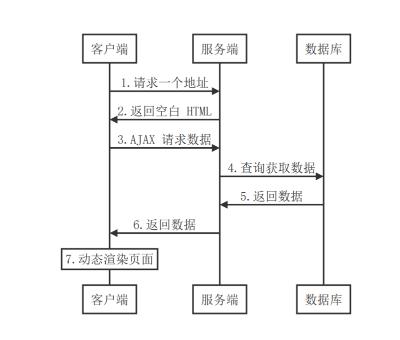 客户端 服务端 数据库
1.请求一个地址
2.返回空白 HTML
3.AJAX 请求数据
4.查询获取数据
5.返回数据
6.返回数据
7.动态渲染页面
客户端 服务端 数据库